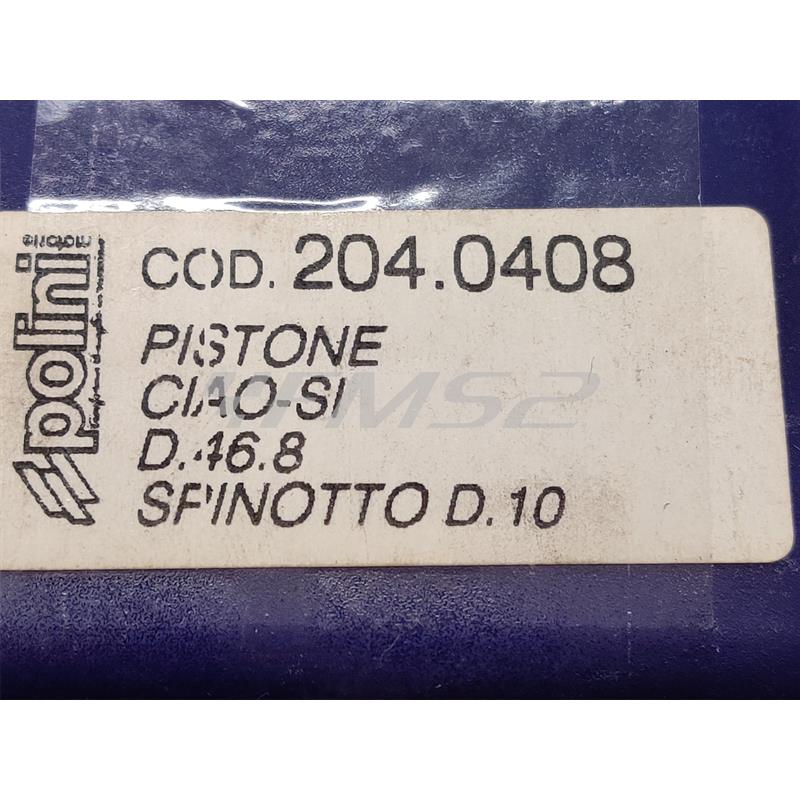 polini
COD. 204.0408
PISTONE
CIAO-SI
D.46.8
SPINOTTO D.10